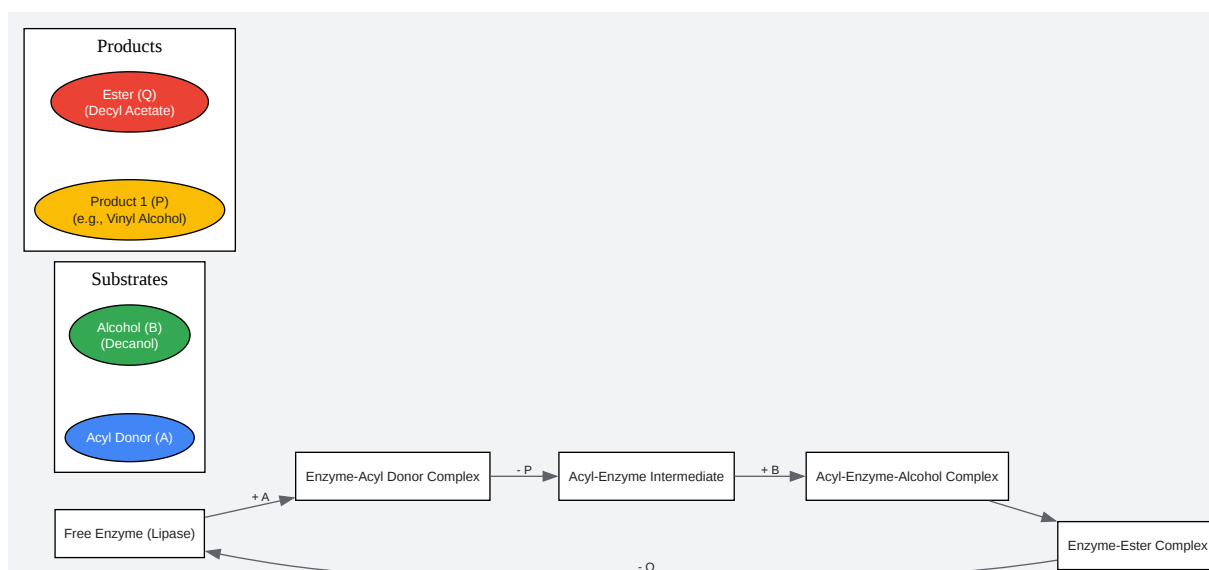 Products
Ester (Q)
(Decyl Acetate)
Product 1 (P)
(e.g., Vinyl Alcohol)
Substrates
Alcohol (B)
(Decanol)
Acyl Donor (A)
Enzyme-Acyl Donor Complex
- P
Acyl-Enzyme Intermediate
+ B
Acyl-Enzyme-Alcohol Complex
+ A
Free Enzyme (Lipase)
Enzyme-Ester Complex
- Q